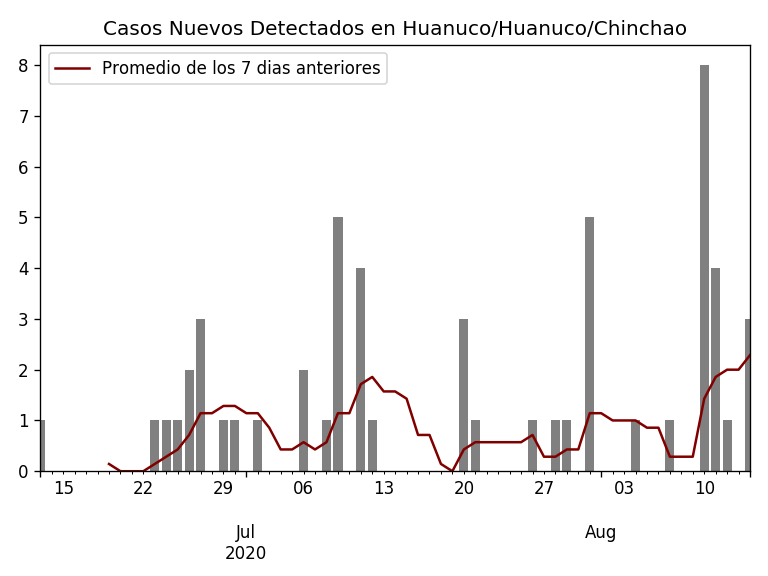 Casos Nuevos Detectados en Huanuco/Huanuco/Chinchao
Promedio de los 7 dias anteriores
8
7
6
5
4
3
2
1
0
15 22 29 06 13 20 27 03 10
Jul Aug
2020